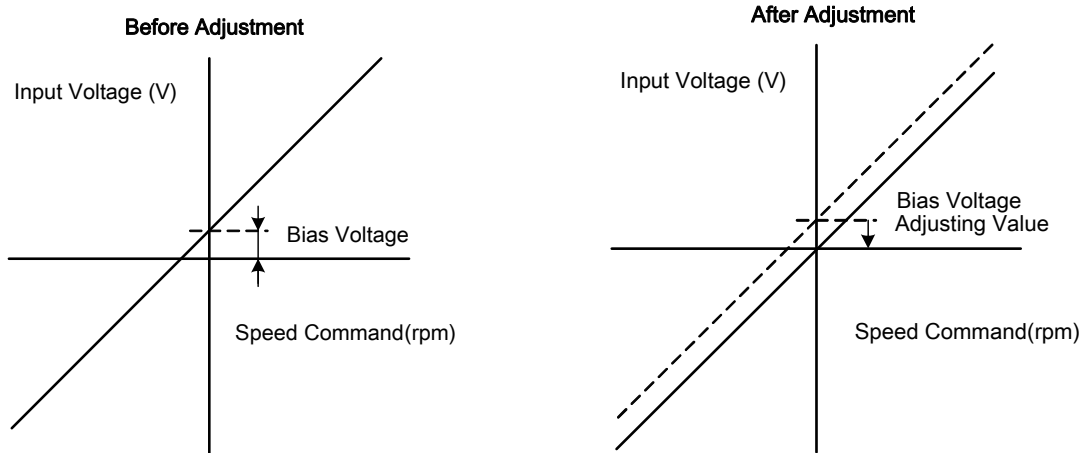 Before Adjustment
Input Voltage (V)
Bias Voltage
Speed Command(rpm)
After Adjustment
Input Voltage (V)
Bias Voltage
Adjusting Value
Speed Command(rpm)